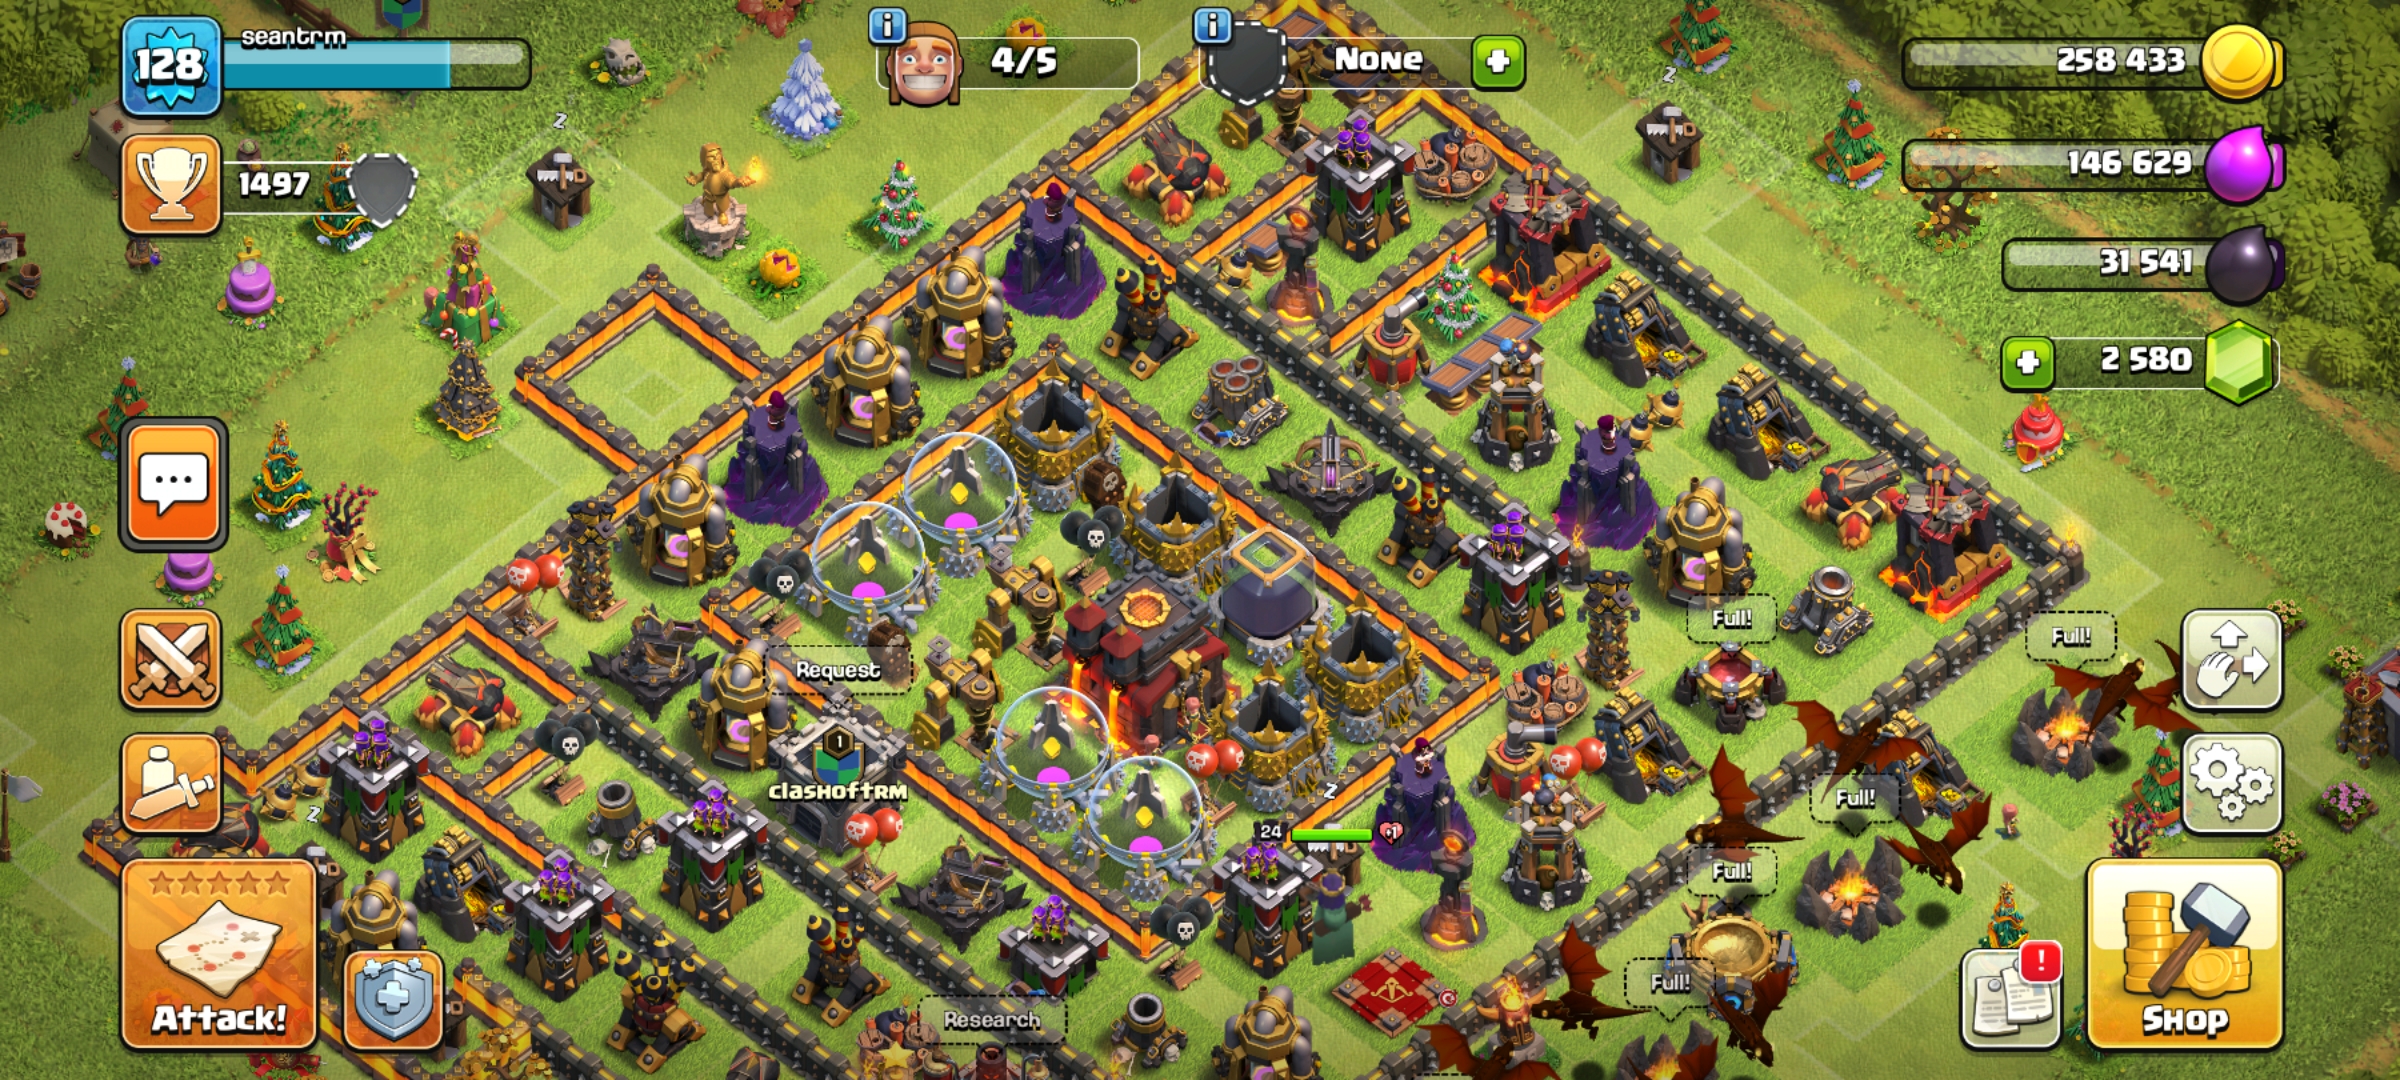 128
seantrm
i
4/5
i
None
258 433
1497
146 629
31 541
2 580
Request
Full!
Full!
1
clashoftRM
Full!
24
+1
Full!
Full!
Research
Attack!
!
Shop
z
z
z
z